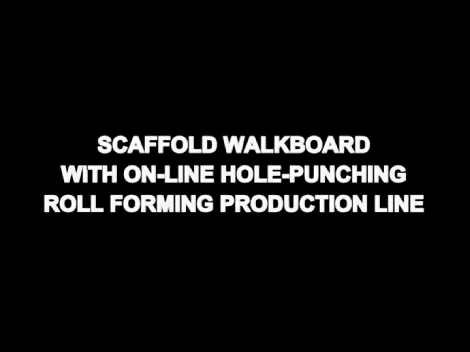 SCAFFOLD WALKBOARD
WITH ON-LINE HOLE-PUNCHING
ROLL FORMING PRODUCTION LINE